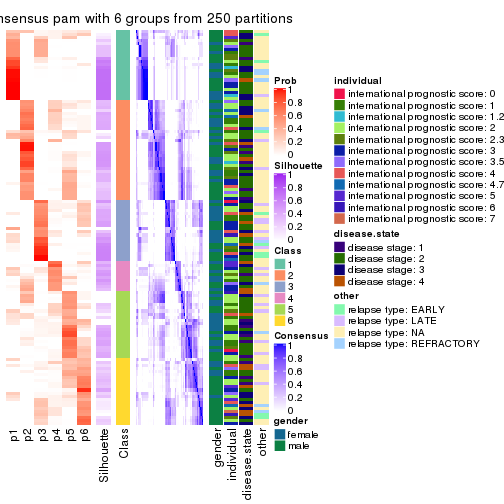 nsensus pam with 6 groups from 250 partitions
p1
p2
p3
p4
p5
p6
Silhouette
Class
gender
individual
disease.state
other
Prob
1
0.8
0.6
0.4
0.2
0
Silhouette
1
0.8
0.6
0.4
0.2
0
Class
1
2
3
4
5
6
Consensus
1
0.8
0.6
0.4
0.2
0
gender
female
male
individual
international prognostic score: 0
international prognostic score: 1
international prognostic score: 1.2
international prognostic score: 2
international prognostic score: 2.3
international prognostic score: 3
international prognostic score: 3.5
international prognostic score: 4
international prognostic score: 4.7
international prognostic score: 5
international prognostic score: 6
international prognostic score: 7
disease.state
disease stage: 1
disease stage: 2
disease stage: 3
disease stage: 4
other
relapse type: EARLY
relapse type: LATE
relapse type: NA
relapse type: REFRACTORY